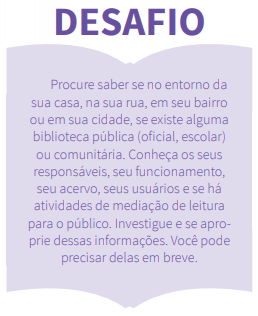 DESAFIO
Procure saber se no entorno da
sua casa, na sua rua, em seu bairro
ou em sua cidade, se existe alguma
biblioteca pública (oficial, escolar)
ou comunitária. Conheça os seus
responsáveis, seu funcionamento,
seu acervo, seus usuários e se há
atividades de mediação de leitura
para o público. Investigue e se apro-
prie dessas informações. Você pode
precisar delas em breve.